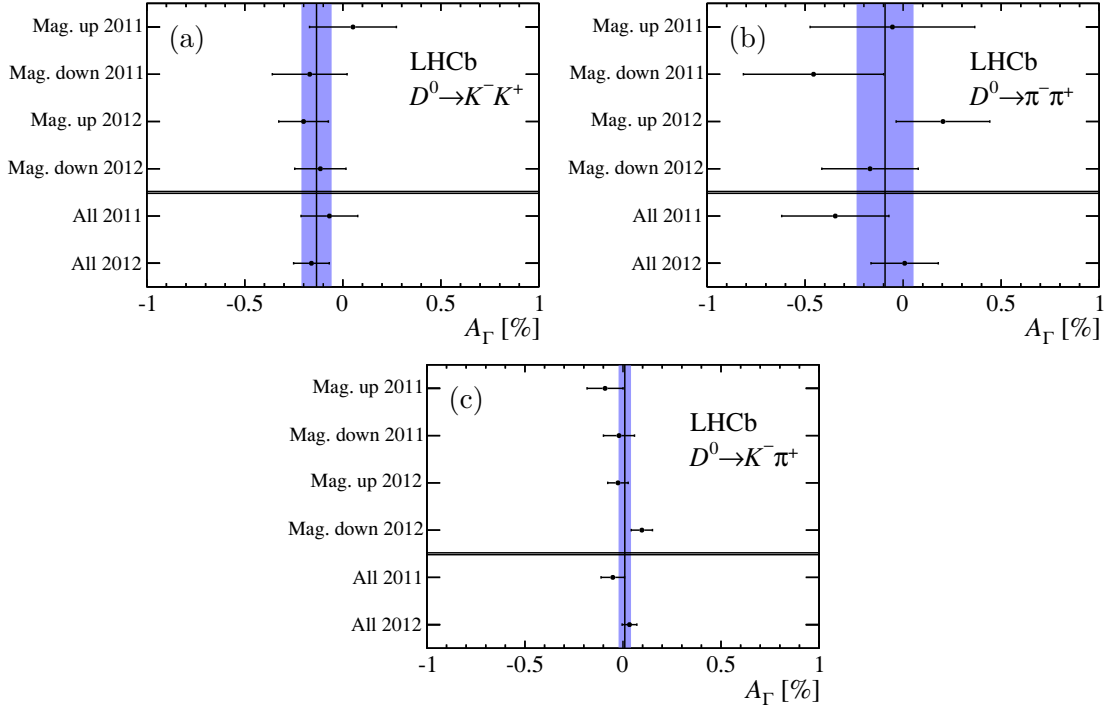 (a)
LHCb
D⁰→K⁻K⁺
Mag. up 2011
Mag. down 2011
Mag. up 2012
Mag. down 2012
All 2011
All 2012
-1 -0.5 0 0.5 1
A_Γ [%]
(b)
LHCb
D⁰→π⁻π⁺
Mag. up 2011
Mag. down 2011
Mag. up 2012
Mag. down 2012
All 2011
All 2012
-1 -0.5 0 0.5 1
A_Γ [%]
(c)
LHCb
D⁰→K⁻π⁺
Mag. up 2011
Mag. down 2011
Mag. up 2012
Mag. down 2012
All 2011
All 2012
-1 -0.5 0 0.5 1
A_Γ [%]